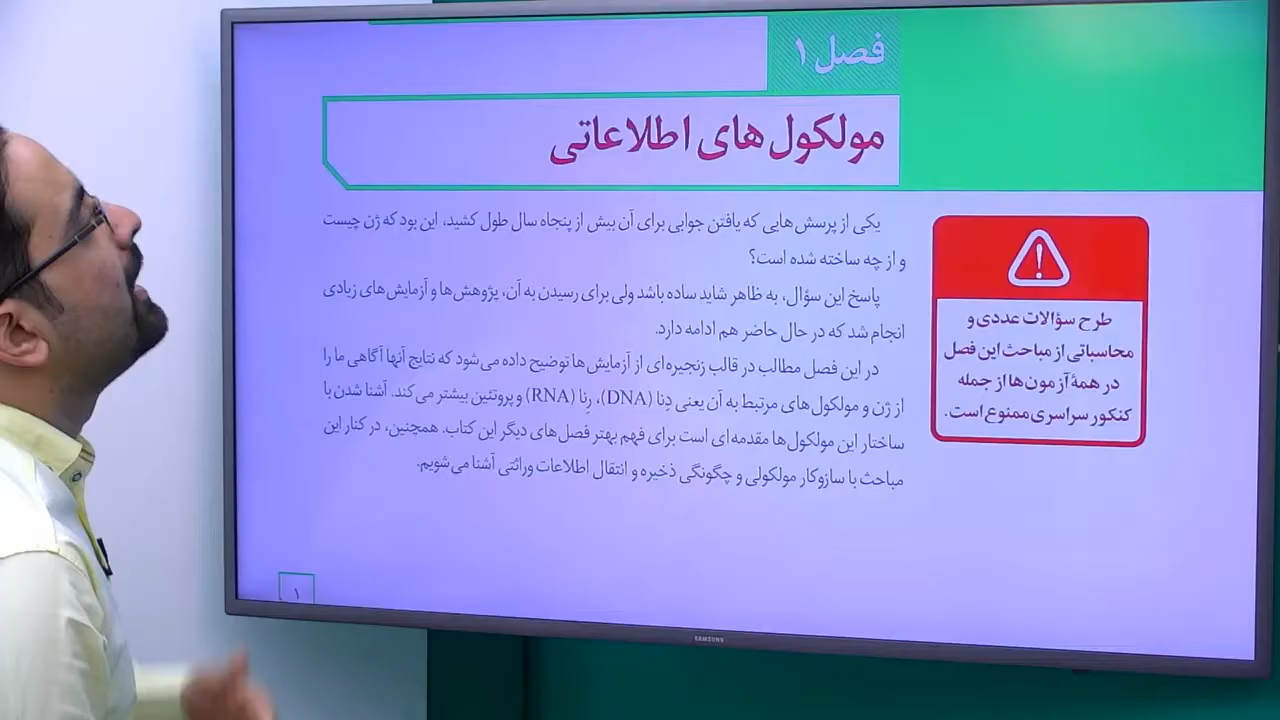 فصل ۱
مولکول های اطلاعاتی
یکی از پرسش هایی که یافتن جوابی برای آن بیش از پنجاه سال طول کشید، این بود که ژن چیست
و از چه ساخته شده است؟
پاسخ این سؤال، به ظاهر شاید ساده باشد ولی برای رسیدن به آن، پژوهش‌ها و آزمایش‌های زیادی
انجام شد که در حال حاضر هم ادامه دارد.
در این فصل مطالب در قالب زنجیره‌ای از آزمایش ها توضیح داده می‌شود که نتایج آنها آگاهی ما را
از ژن و مولکول های مرتبط به آن یعنی دِنا (DNA)، رِنا (RNA) و پروتئین بیشتر می کند. آشنا شدن با
ساختار این مولکول‌ها مقدمه ای است برای فهم بهتر فصل های دیگر این کتاب. همچنین، در کنار این
مباحث با سازوکار مولکولی و چگونگی ذخیره و انتقال اطلاعات وراثتی آشنا می‌شویم.
طرح سؤالات عددی و
محاسباتی از مباحث این فصل
در همۀ آزمون ها از جمله
کنکور سراسری ممنوع است.
۱
SAMSUNG